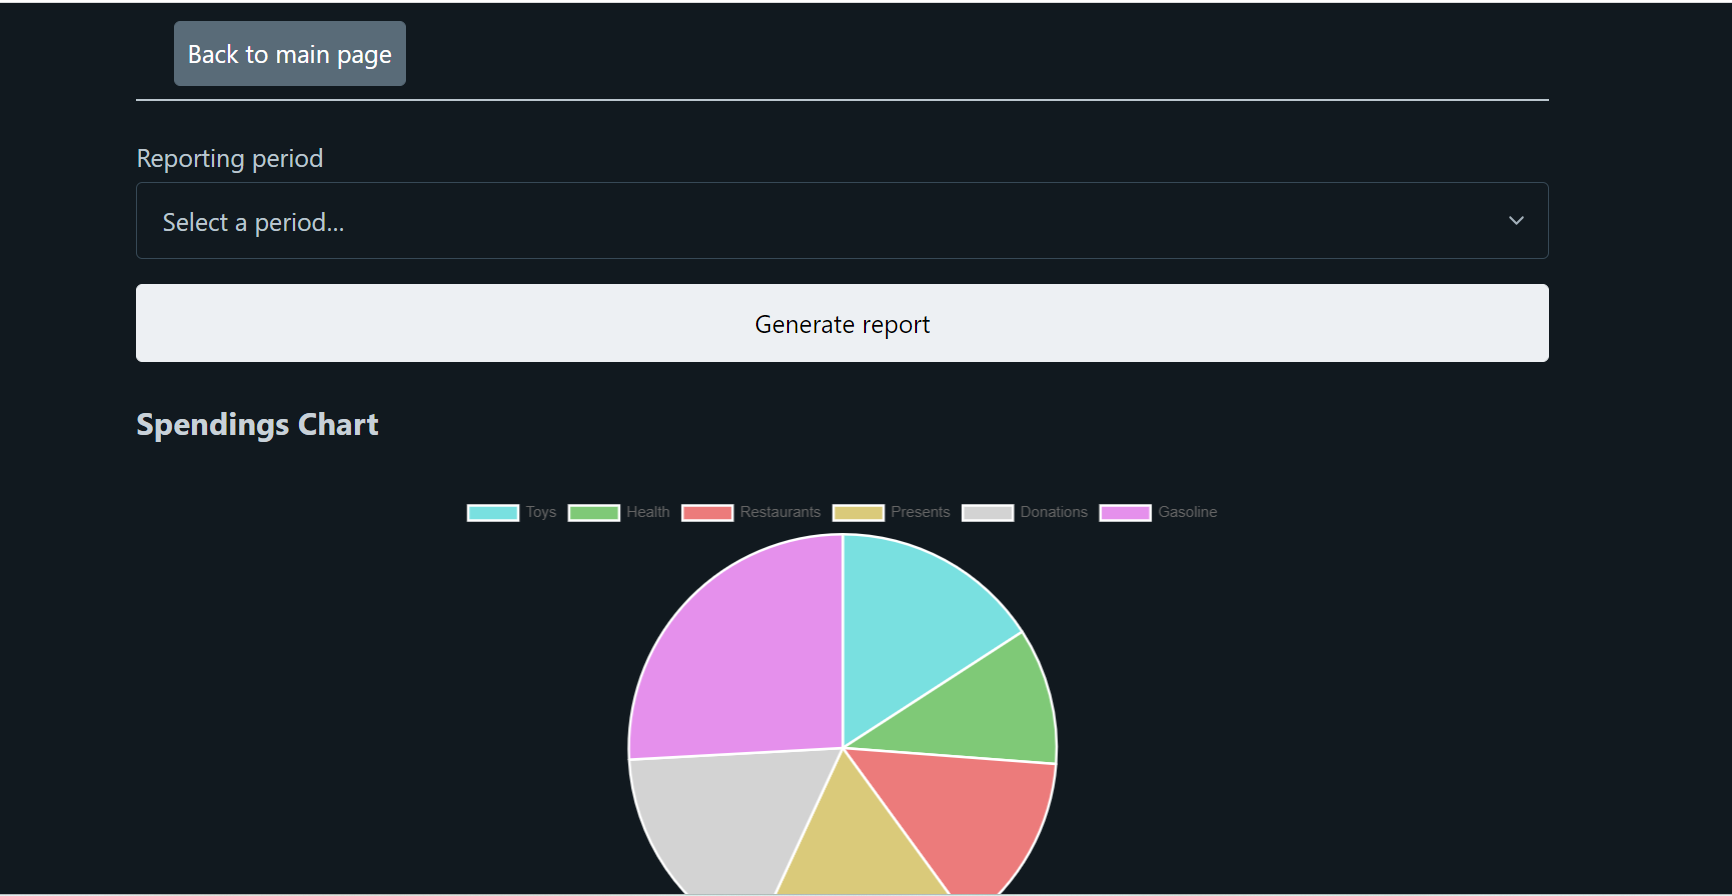 Back to main page
Reporting period
Select a period...
Generate report
Spendings Chart
Toys Health Restaurants Presents Donations Gasoline